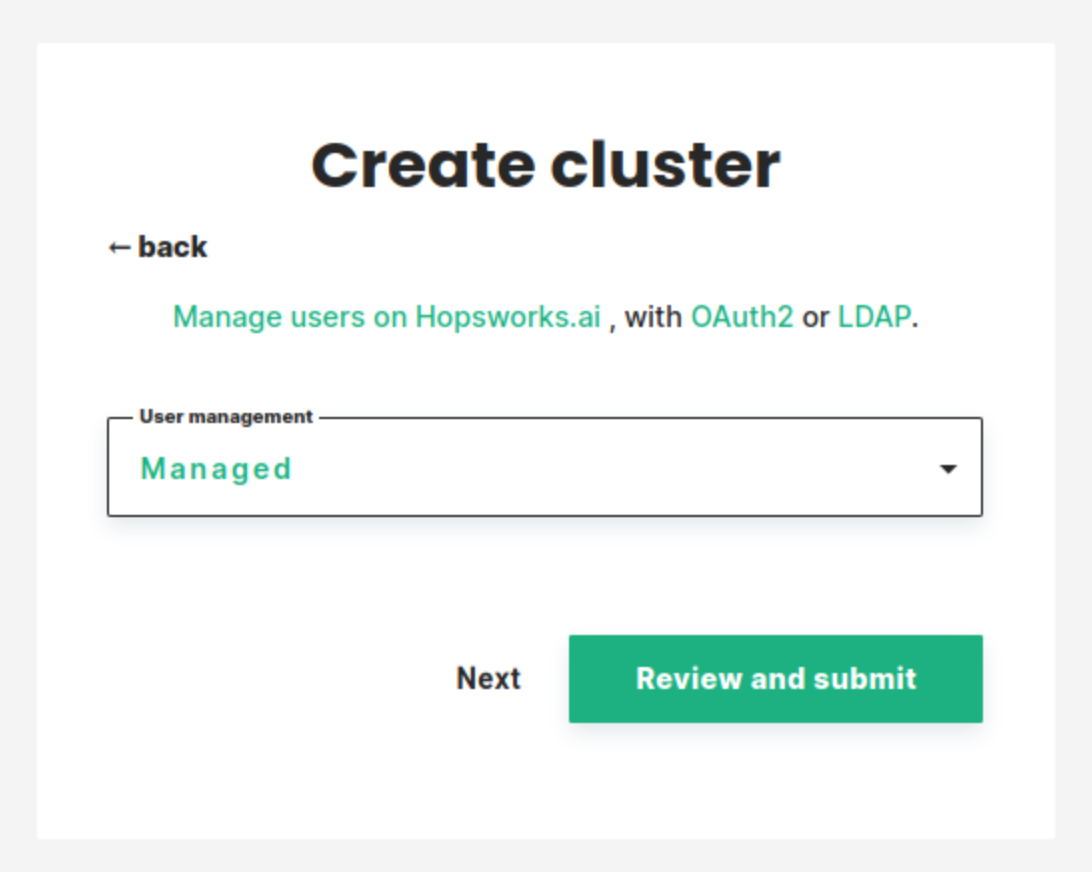 Create cluster
← back
Manage users on Hopsworks.ai , with OAuth2 or LDAP.
User management
Managed
Next
Review and submit